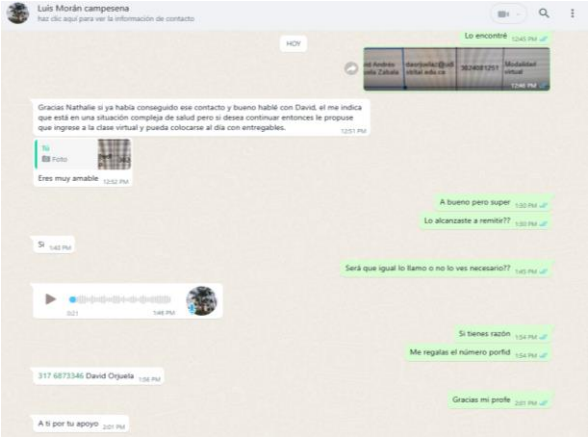 Luis Morán campesena
haz clic aquí para ver la información de contacto
Lo encontré 12:45 PM
HOY
Modalidad
virtual
3024081251
12:46 PM
Gracias Nathalie si ya había conseguido ese contacto y bueno hablé con David, el me indica
que está en una situación compleja de salud pero si desea continuar entonces le propuse
que ingrese a la clase virtual y pueda colocarse al día con entregables.
12:51 PM
Tú
Foto
Eres muy amable 12:52 PM
A bueno pero super 1:50 PM
Lo alcanzaste a remitir?? 1:50 PM
Si 1:43 PM
Será que igual lo llamo o no lo ves necesario?? 1:45 PM
0:21 1:46 PM
Si tienes razón 1:54 PM
Me regalas el número porfid 1:54 PM
317 6873346 David Orjuela 1:58 PM
Gracias mi profe 2:01 PM
A ti por tu apoyo 2:01 PM